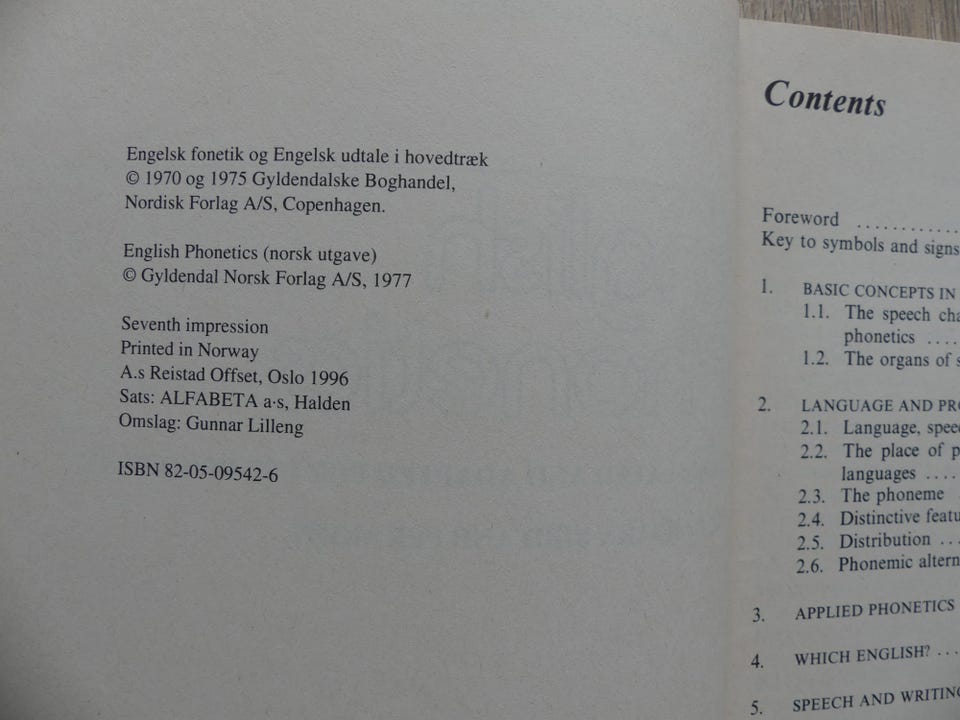 Engelsk fonetik og Engelsk udtale i hovedtræk
© 1970 og 1975 Gyldendalske Boghandel,
Nordisk Forlag A/S, Copenhagen.
English Phonetics (norsk utgave)
© Gyldendal Norsk Forlag A/S, 1977
Seventh impression
Printed in Norway
A.s Reistad Offset, Oslo 1996
Sats: ALFABETA a·s, Halden
Omslag: Gunnar Lilleng
ISBN 82-05-09542-6
Contents
Foreword ..............
Key to symbols and signs
1. BASIC CONCEPTS IN
1.1. The speech
phonetics ....
1.2. The organs of
2. LANGUAGE AND
2.1. Language,
2.2. The place of
languages ....
2.3. The phoneme
2.4. Distinctive
2.5. Distribution ...
2.6. Phonemic
3. APPLIED PHONETICS
4. WHICH ENGLISH? ...
5. SPEECH AND WRITING